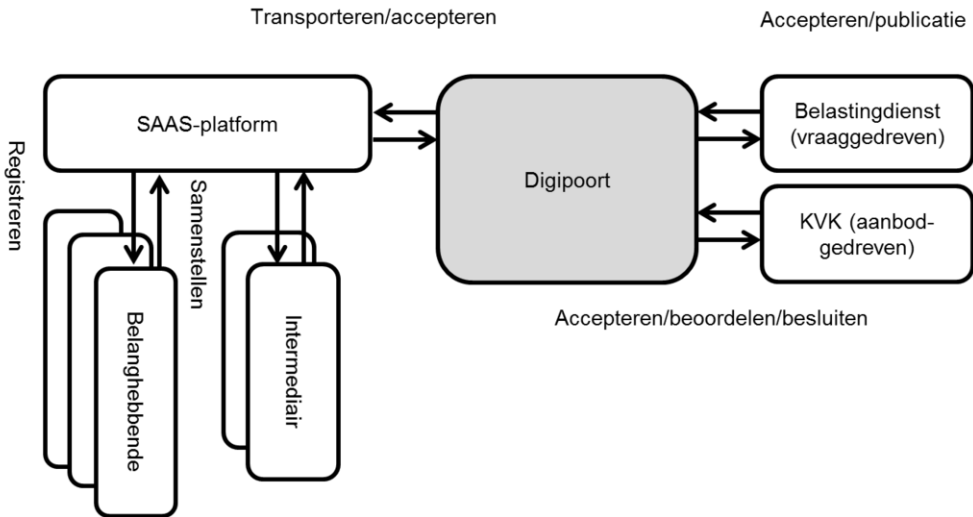 Transporteren/accepteren
Accepteren/publicatie
SAAS-platform
Belastingdienst
(vraaggedreven)
Digipoort
Registreren
Samenstellen
KVK (aanbod-
gedreven)
Belanghebbende
Intermediair
Accepteren/beoordelen/besluiten